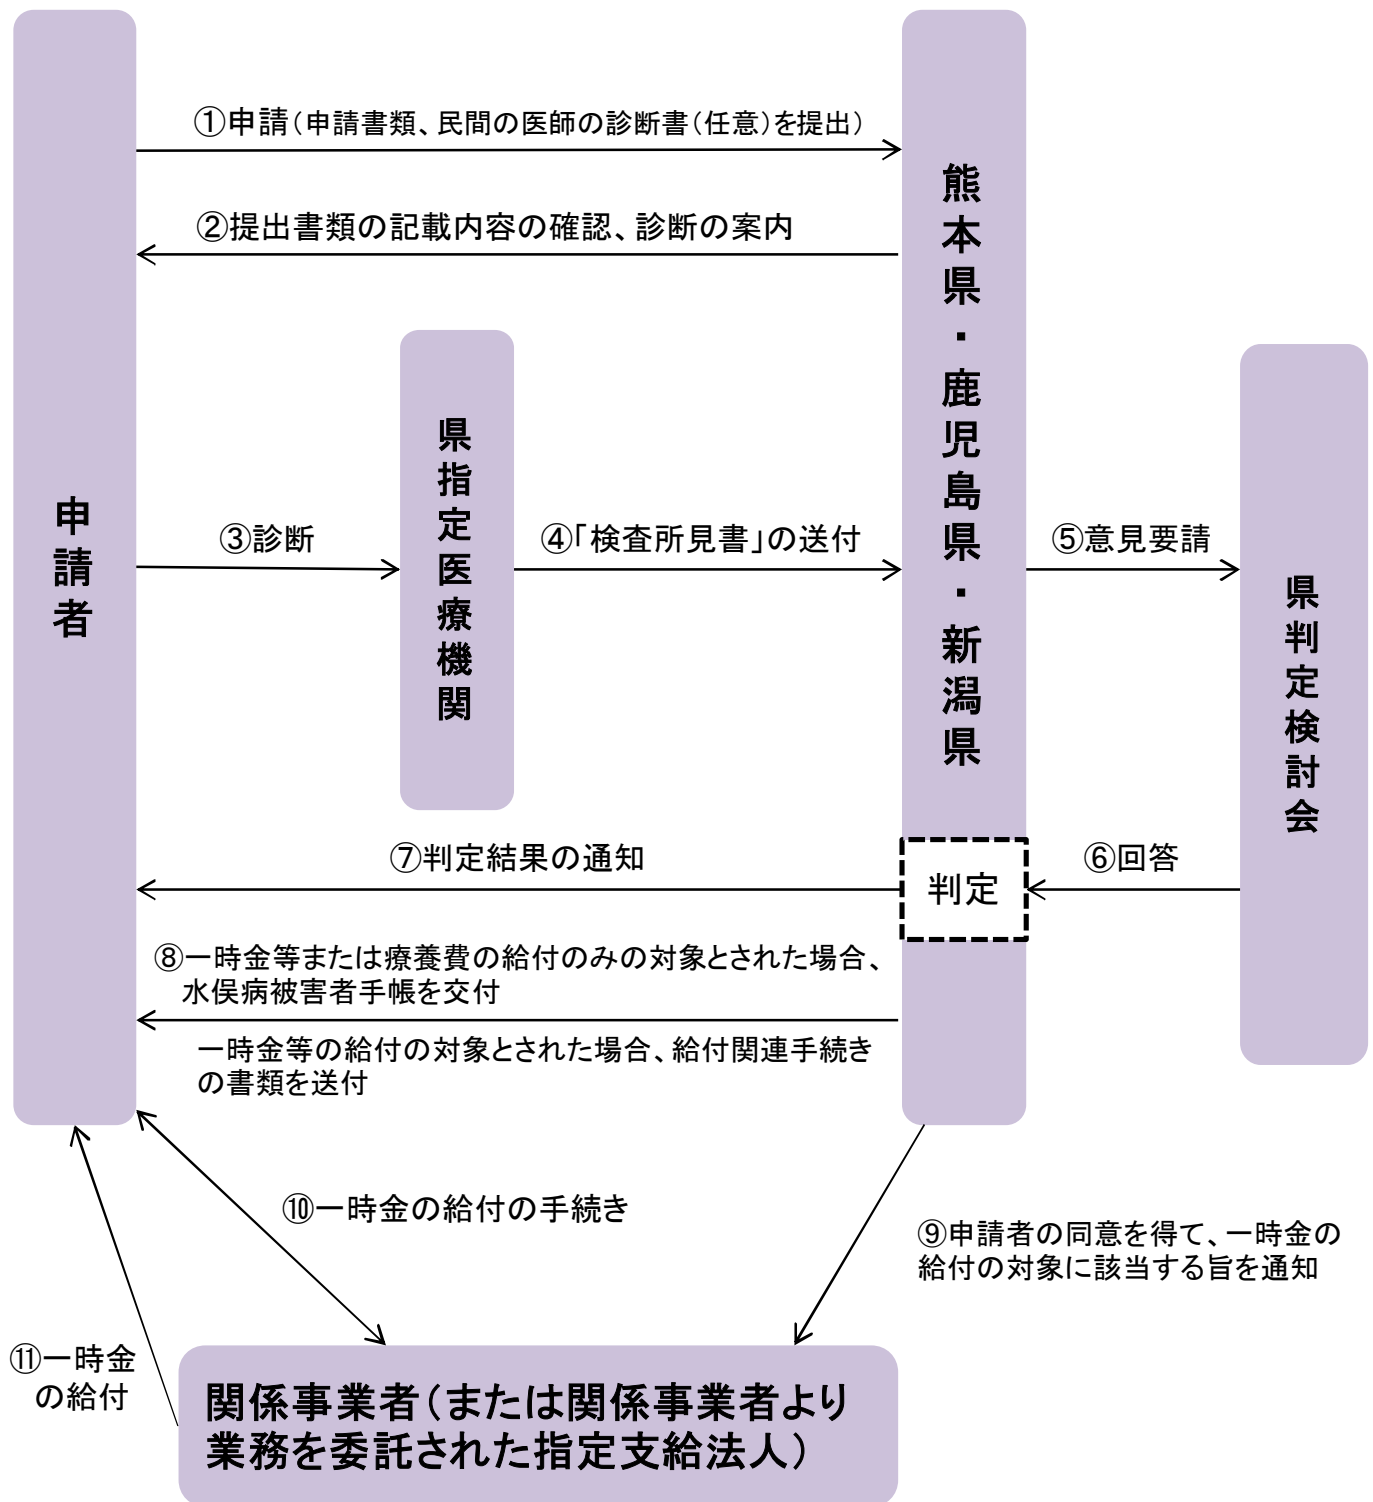 ①申請（申請書類、民間の医師の診断書（任意）を提出）
②提出書類の記載内容の確認、診断の案内
申請者
③診断
県指定医療機関
④「検査所見書」の送付
熊本県・鹿児島県・新潟県
⑤意見要請
県判定検討会
⑥回答
判定
⑦判定結果の通知
⑧一時金等または療養費の給付のみの対象とされた場合、
水俣病被害者手帳を交付
一時金等の給付の対象とされた場合、給付関連手続き
の書類を送付
⑨申請者の同意を得て、一時金の
給付の対象に該当する旨を通知
⑩一時金の給付の手続き
⑪一時金
の給付
関係事業者（または関係事業者より
業務を委託された指定支給法人）